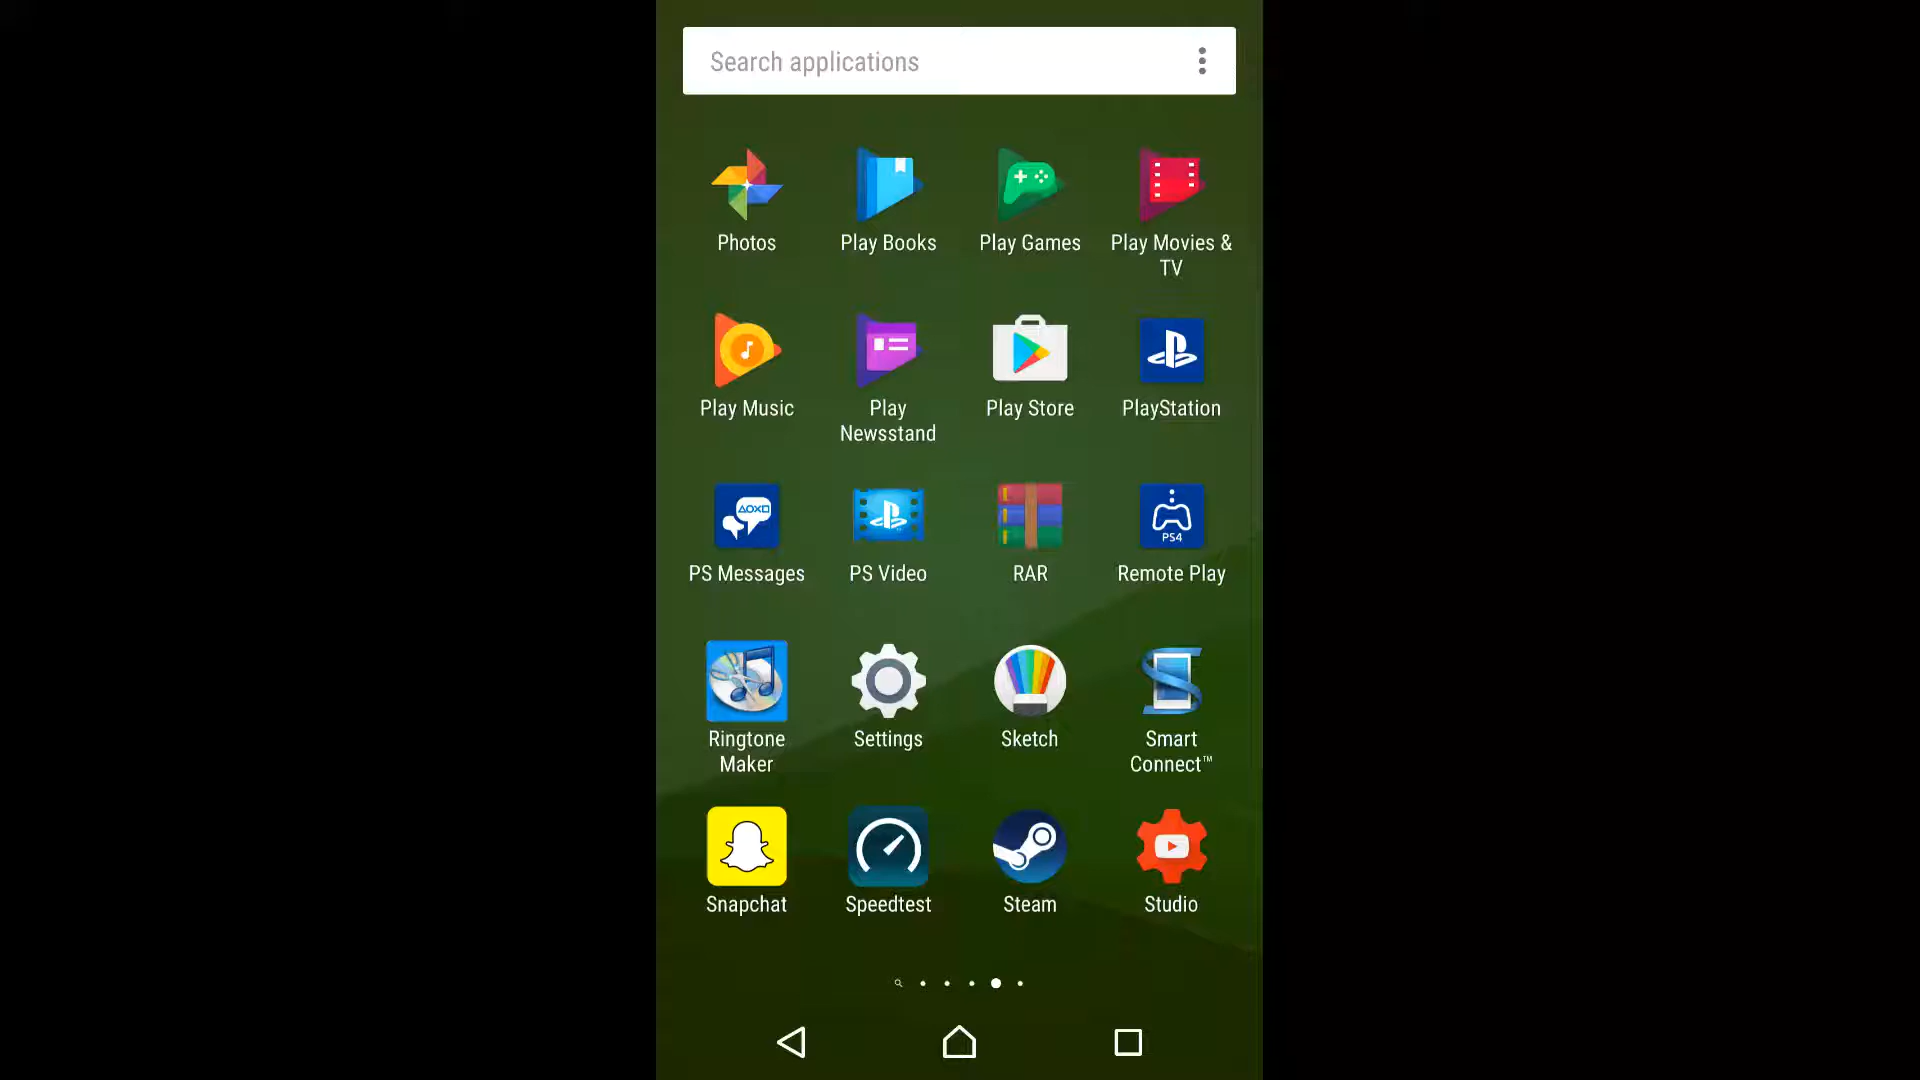 Search applications
Photos
Play Books
Play Games
Play Movies &
TV
Play Music
Play
Newsstand
Play Store
PlayStation
PS Messages
PS Video
RAR
PS4
Remote Play
Ringtone
Maker
Settings
Sketch
Smart
Connect™
Snapchat
Speedtest
Steam
Studio